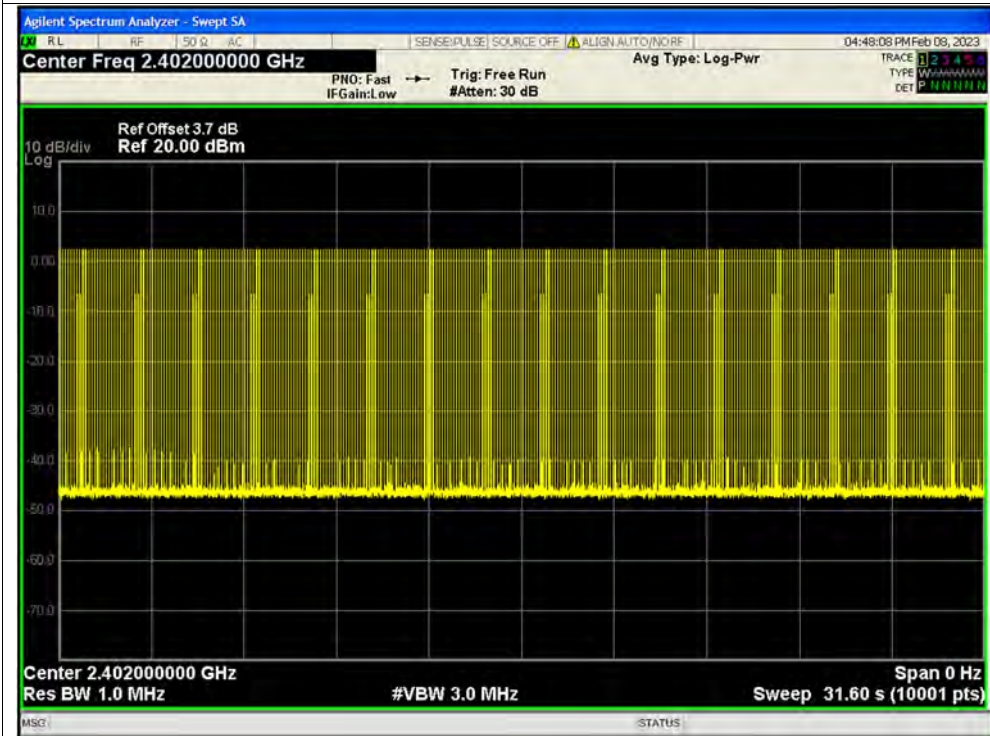 Agilent Spectrum Analyzer - Swept SA
RL RF 50 Ω AC SENSE:PULSE SOURCE OFF ALIGN AUTO/NO RF 04:48:08 PM Feb 08, 2023
Center Freq 2.402000000 GHz
Avg Type: Log-Pwr
TRACE 1 2 3 4 5 6
PNO: Fast
Trig: Free Run
TYPE
IFGain:Low
#Atten: 30 dB
DET P N N N N N
Ref Offset 3.7 dB
10 dB/div
Ref 20.00 dBm
Log
10.0
0.00
-10.0
-20.0
-30.0
-40.0
-50.0
-60.0
-70.0
Center 2.402000000 GHz
Span 0 Hz
Res BW 1.0 MHz
#VBW 3.0 MHz
Sweep 31.60 s (10001 pts)
MSG
STATUS